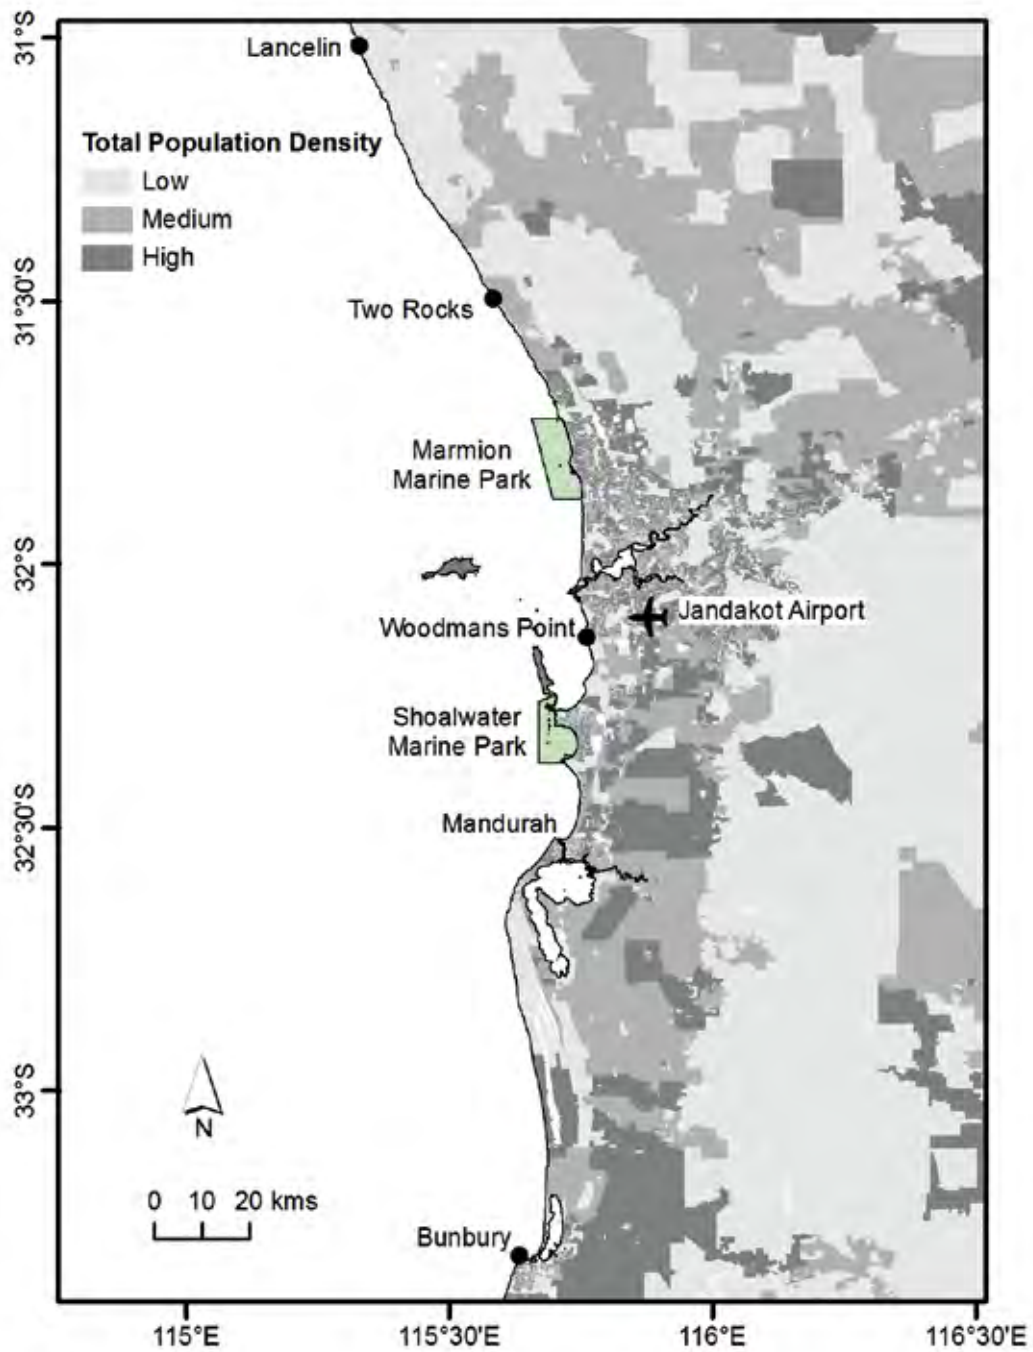 Lancelin
Total Population Density
Low
Medium
High
Two Rocks
Marmion
Marine Park
Jandakot Airport
Woodmans Point
Shoalwater
Marine Park
Mandurah
N
0 10 20 kms
Bunbury
31°S
31°30'S
32°S
32°30'S
33°S
115°E
115°30'E
116°E
116°30'E